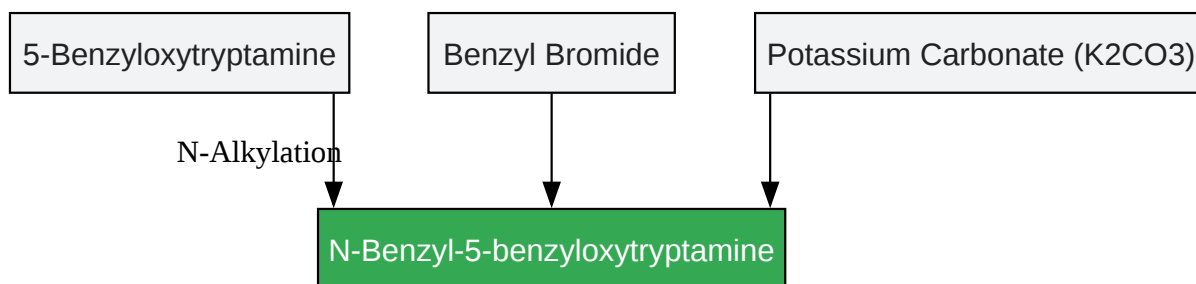 5-Benzyloxytryptamine
Benzyl Bromide
Potassium Carbonate (K2CO3)
N-Alkylation
N-Benzyl-5-benzyloxytryptamine